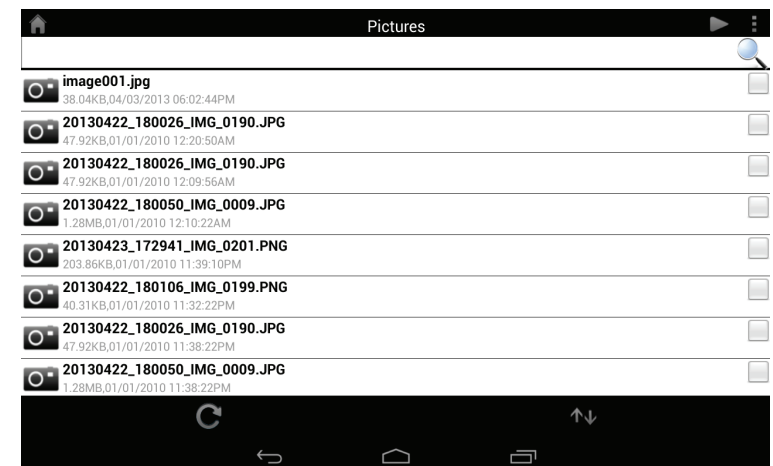 Pictures
image001.jpg
38.04KB,04/03/2013 06:02:44PM
20130422_180026_IMG_0190.JPG
47.92KB,01/01/2010 12:20:50AM
20130422_180026_IMG_0190.JPG
47.92KB,01/01/2010 12:09:56AM
20130422_180050_IMG_0009.JPG
1.28MB,01/01/2010 12:10:22AM
20130423_172941_IMG_0201.PNG
203.86KB,01/01/2010 11:39:10PM
20130422_180106_IMG_0199.PNG
40.31KB,01/01/2010 11:32:22PM
20130422_180026_IMG_0190.JPG
47.92KB,01/01/2010 11:38:22PM
20130422_180050_IMG_0009.JPG
1.28MB,01/01/2010 11:38:22PM